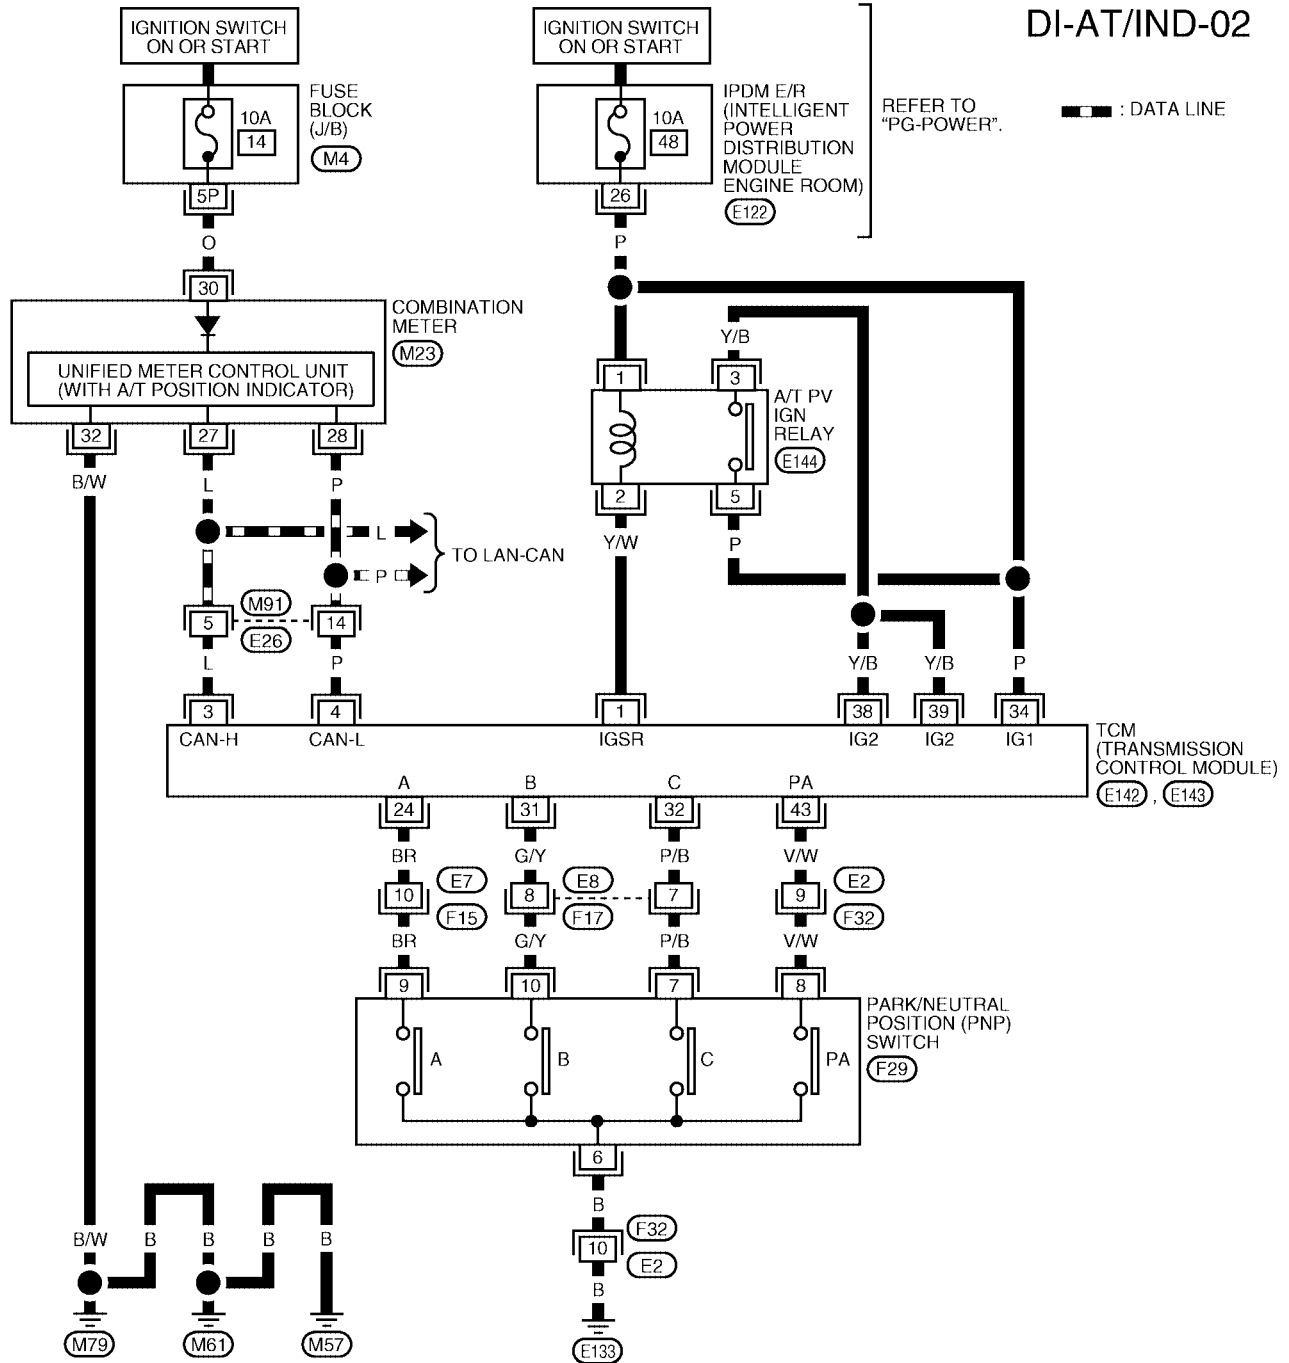 DI-AT/IND-02
IGNITION SWITCH
ON OR START
IGNITION SWITCH
ON OR START
FUSE
BLOCK
(J/B)
M4
10A
14
5P
IPDM E/R
(INTELLIGENT
POWER
DISTRIBUTION
MODULE
ENGINE ROOM)
E122
10A
48
26
REFER TO
"PG-POWER".
: DATA LINE
O
P
30
COMBINATION
METER
M23
UNIFIED METER CONTROL UNIT
(WITH A/T POSITION INDICATOR)
32
27
28
B/W
L
P
L
P
TO LAN-CAN
M91
5
14
E26
L
P
Y/B
1
3
A/T PV
IGN
RELAY
E144
2
5
Y/W
P
Y/B
Y/B
P
3
4
1
38
39
34
CAN-H
CAN-L
IGSR
IG2
IG2
IG1
TCM
(TRANSMISSION
CONTROL MODULE)
E142 , E143
A
B
C
PA
24
31
32
43
BR
G/Y
P/B
V/W
E7
E8
E2
10
8
7
9
F15
F17
F32
BR
G/Y
P/B
V/W
9
10
7
8
PARK/NEUTRAL
POSITION (PNP)
SWITCH
F29
A
B
C
PA
6
B
F32
10
E2
B
E133
B/W
B
B
B
B
M79
M61
M57